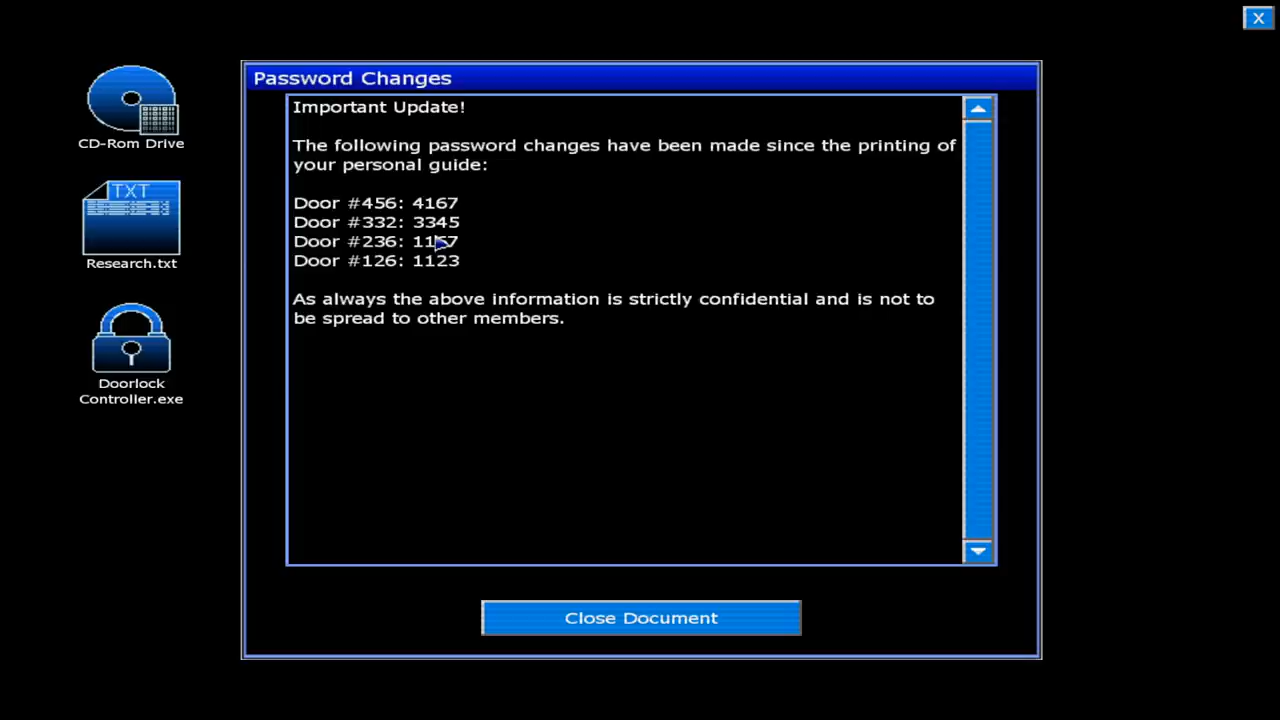 X
Password Changes
Important Update!
The following password changes have been made since the printing of
your personal guide:
Door #456: 4167
Door #332: 3345
Door #236:
Door #126: 1123
As always the above information is strictly confidential and is not to
be spread to other members.
Close Document
CD-Rom Drive
TXT
Research.txt
Doorlock
Controller.exe